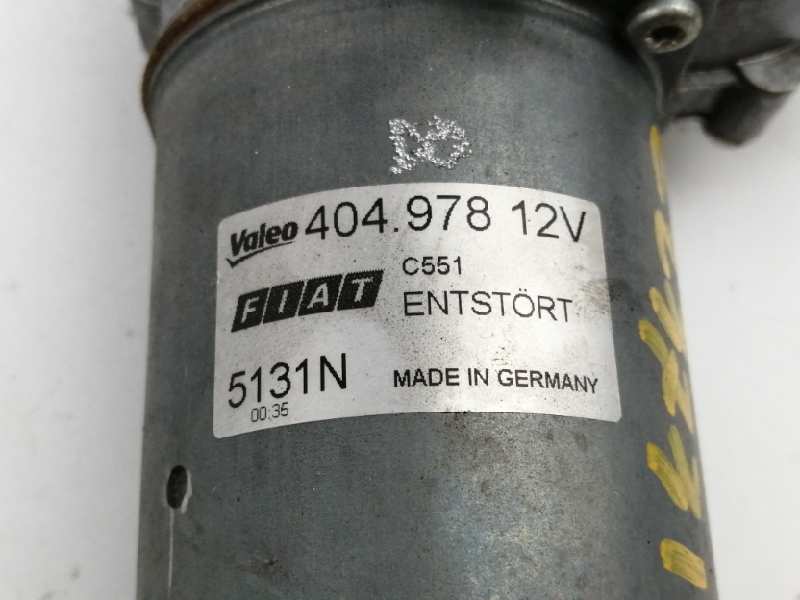 Valeo 404.978 12V
C551
FIAT ENTSTÖRT
5131N MADE IN GERMANY
00:35